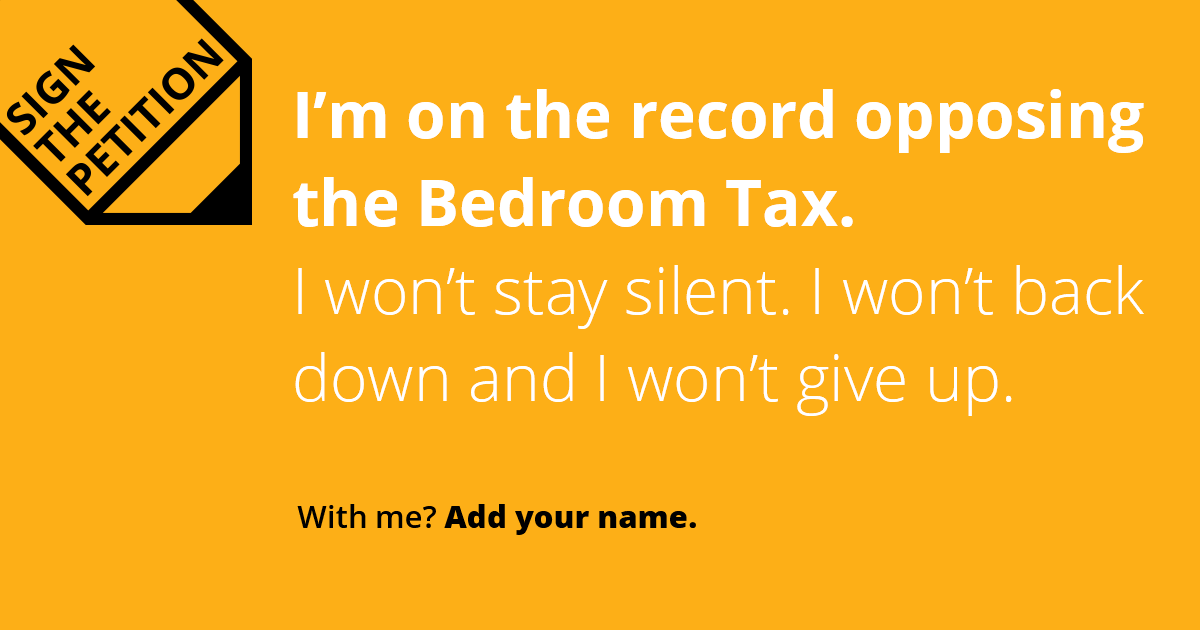 SIGN
THE
PETITION
I’m on the record opposing
the Bedroom Tax.
I won’t stay silent. I won’t back
down and I won’t give up.
With me? Add your name.